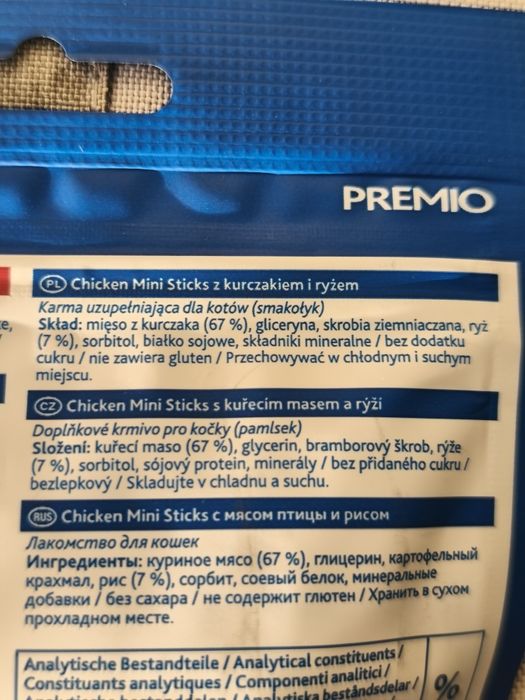 PREMIO
PL Chicken Mini Sticks z kurczakiem i ryżem
Karma uzupełniająca dla kotów (smakołyk)
Skład: mięso z kurczaka (67 %), gliceryna, skrobia ziemniaczana, ryż
(7 %), sorbitol, białko sojowe, składniki mineralne / bez dodatku
cukru / nie zawiera gluten / Przechowywać w chłodnym i suchym
miejscu.
CZ Chicken Mini Sticks s kuřecím masem a rýží
Doplňkové krmivo pro kočky (pamlsek)
Složení: kuřecí maso (67 %), glycerin, bramborový škrob, rýže
(7 %), sorbitol, sójový protein, minerály / bez přidaného cukru /
bezlepkový / Skladujte v chladnu a suchu.
RUS Chicken Mini Sticks с мясом птицы и рисом
Лакомство для кошек
Ингредиенты: куриное мясо (67 %), глицерин, картофельный
крахмал, рис (7 %), сорбит, соевый белок, минеральные
добавки / без сахара / не содержит глютен / Хранить в сухом
прохладном месте.
Analytische Bestandteile / Analytical constituents /
Constituants analytiques / Componenti analitici /
%